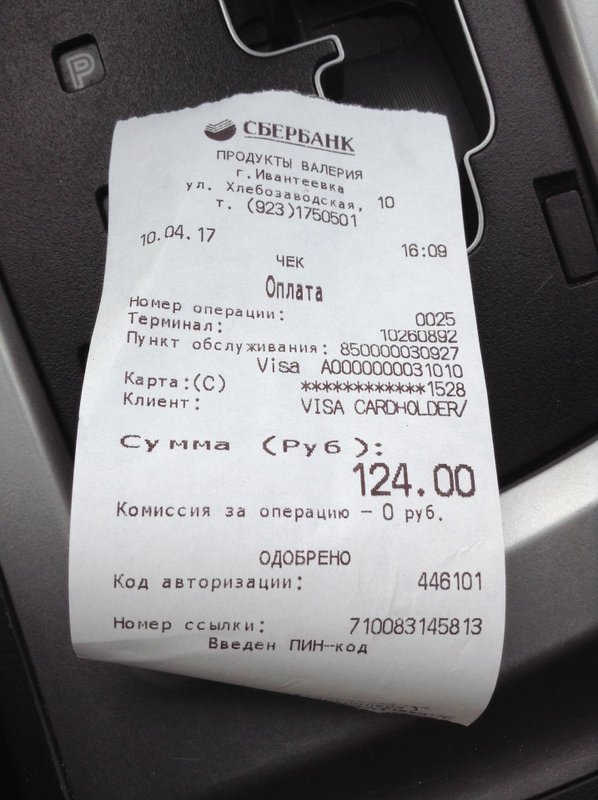 P
СБЕРБАНК
ПРОДУКТЫ ВАЛЕРИЯ
г.Ивантеевка
ул. Хлебозаводская, 10
т. (923)1750501
10.04.17 16:09
ЧЕК
Оплата
Номер операции: 0025
Терминал: 10260892
Пункт обслуживания: 850000030927
Visa A0000000031010
Карта:(C) ************1528
Клиент: VISA CARDHOLDER/
Сумма (Руб):
124.00
Комиссия за операцию – 0 руб.
ОДОБРЕНО
Код авторизации: 446101
Номер ссылки: 710083145813
Введен ПИН-код